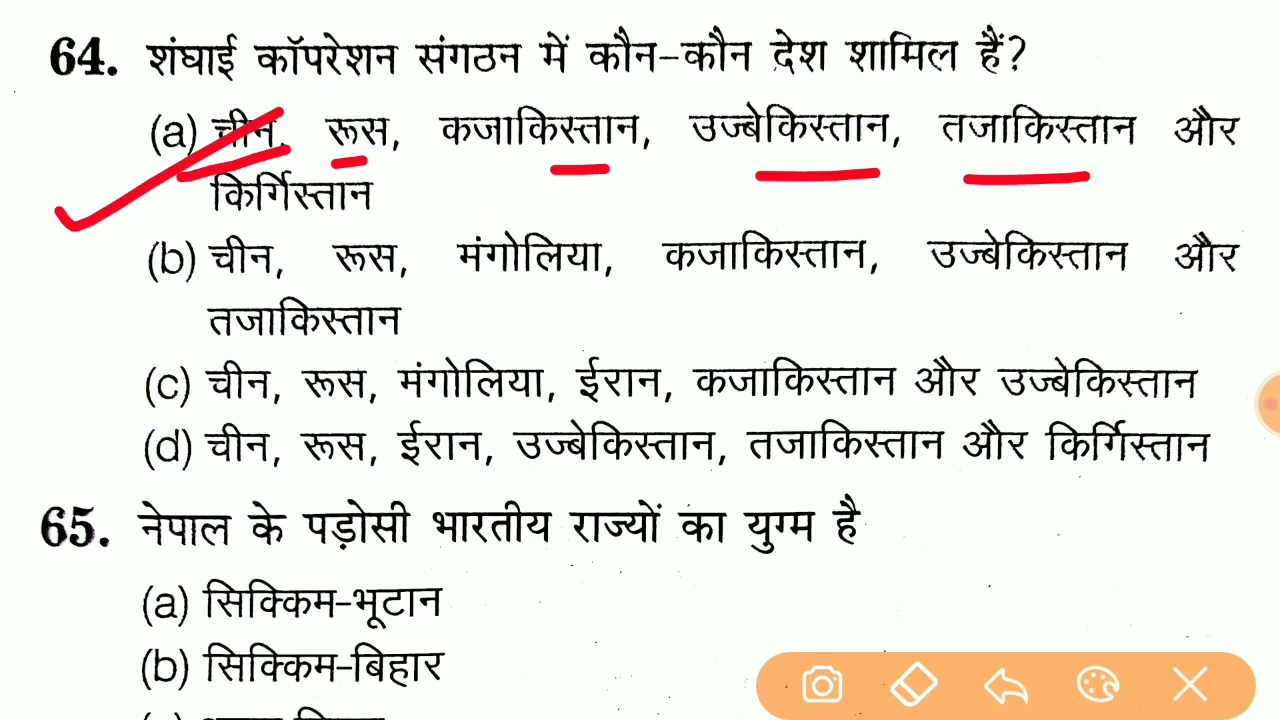 64. शंघाई कॉपरेशन संगठन में कौन-कौन देश शामिल हैं?
(a) चीन, रूस, कजाकिस्तान, उज्बेकिस्तान, तजाकिस्तान और
किर्गिस्तान
(b) चीन, रूस, मंगोलिया, कजाकिस्तान, उज्बेकिस्तान और
तजाकिस्तान
(c) चीन, रूस, मंगोलिया, ईरान, कजाकिस्तान और उज्बेकिस्तान
(d) चीन, रूस, ईरान, उज्बेकिस्तान, तजाकिस्तान और किर्गिस्तान
65. नेपाल के पड़ोसी भारतीय राज्यों का युग्म है
(a) सिक्किम-भूटान
(b) सिक्किम-बिहार